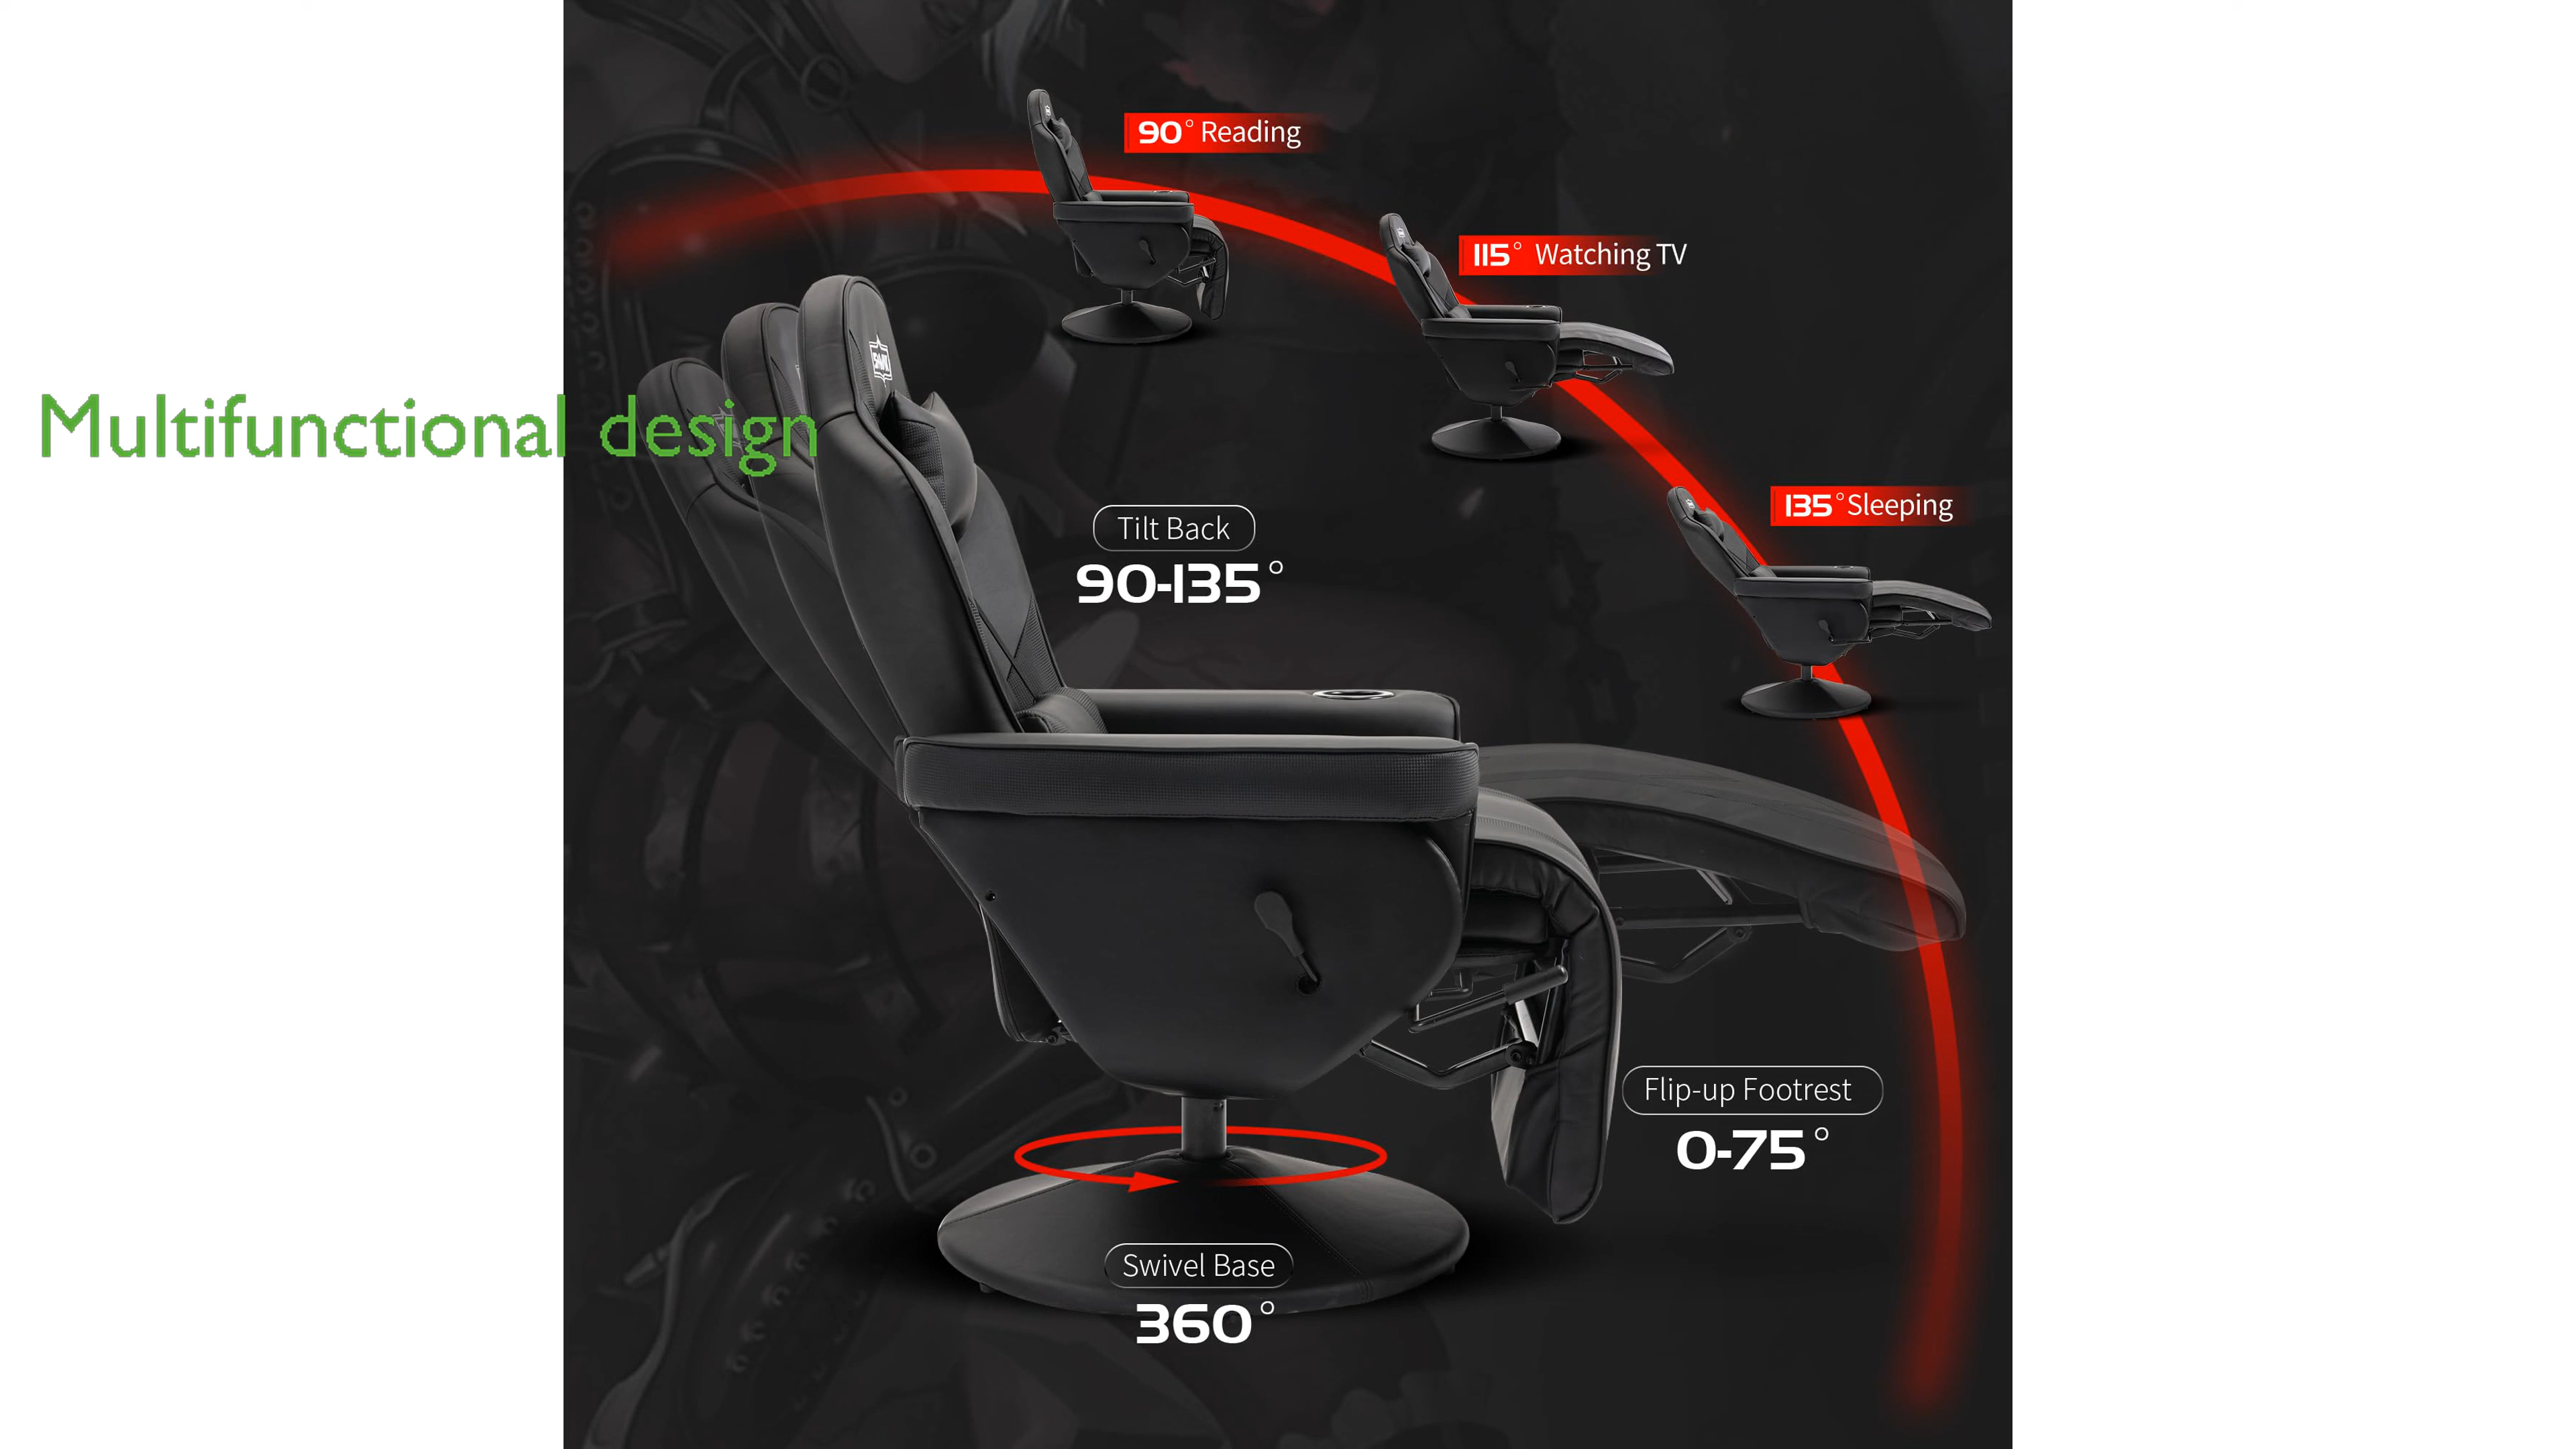 90° Reading
115° Watching TV
Multifunctional design
135° Sleeping
Tilt Back
90-135°
Flip-up Footrest
0-75°
Swivel Base
360°